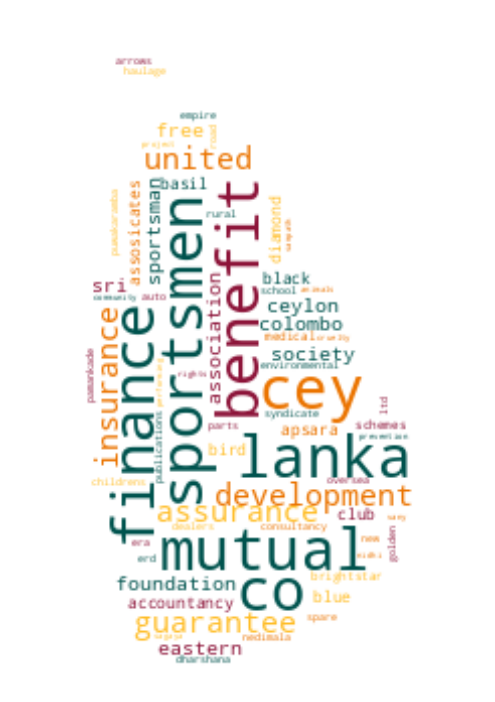 arrows
haulage
empire
free
road
project
united
basil
sportsman
assosicates
rural
benefit
sportsmen
diamond
sri
community
auto
black
school
animals
ceylon
colombo
medical
cruelty
society
environmental
association
finance
insurance
pamankade
performing
rights
cey
syndicate
ltd
schemes
prevention
parts
apsara
bird
lanka
publications
childrens
oversea
development
assurance
club
dealers
consultancy
era
erd
mutual
new
golden
foundation
co
brightstar
blue
accountancy
guarantee
spare
nedimala
eastern
dharshana